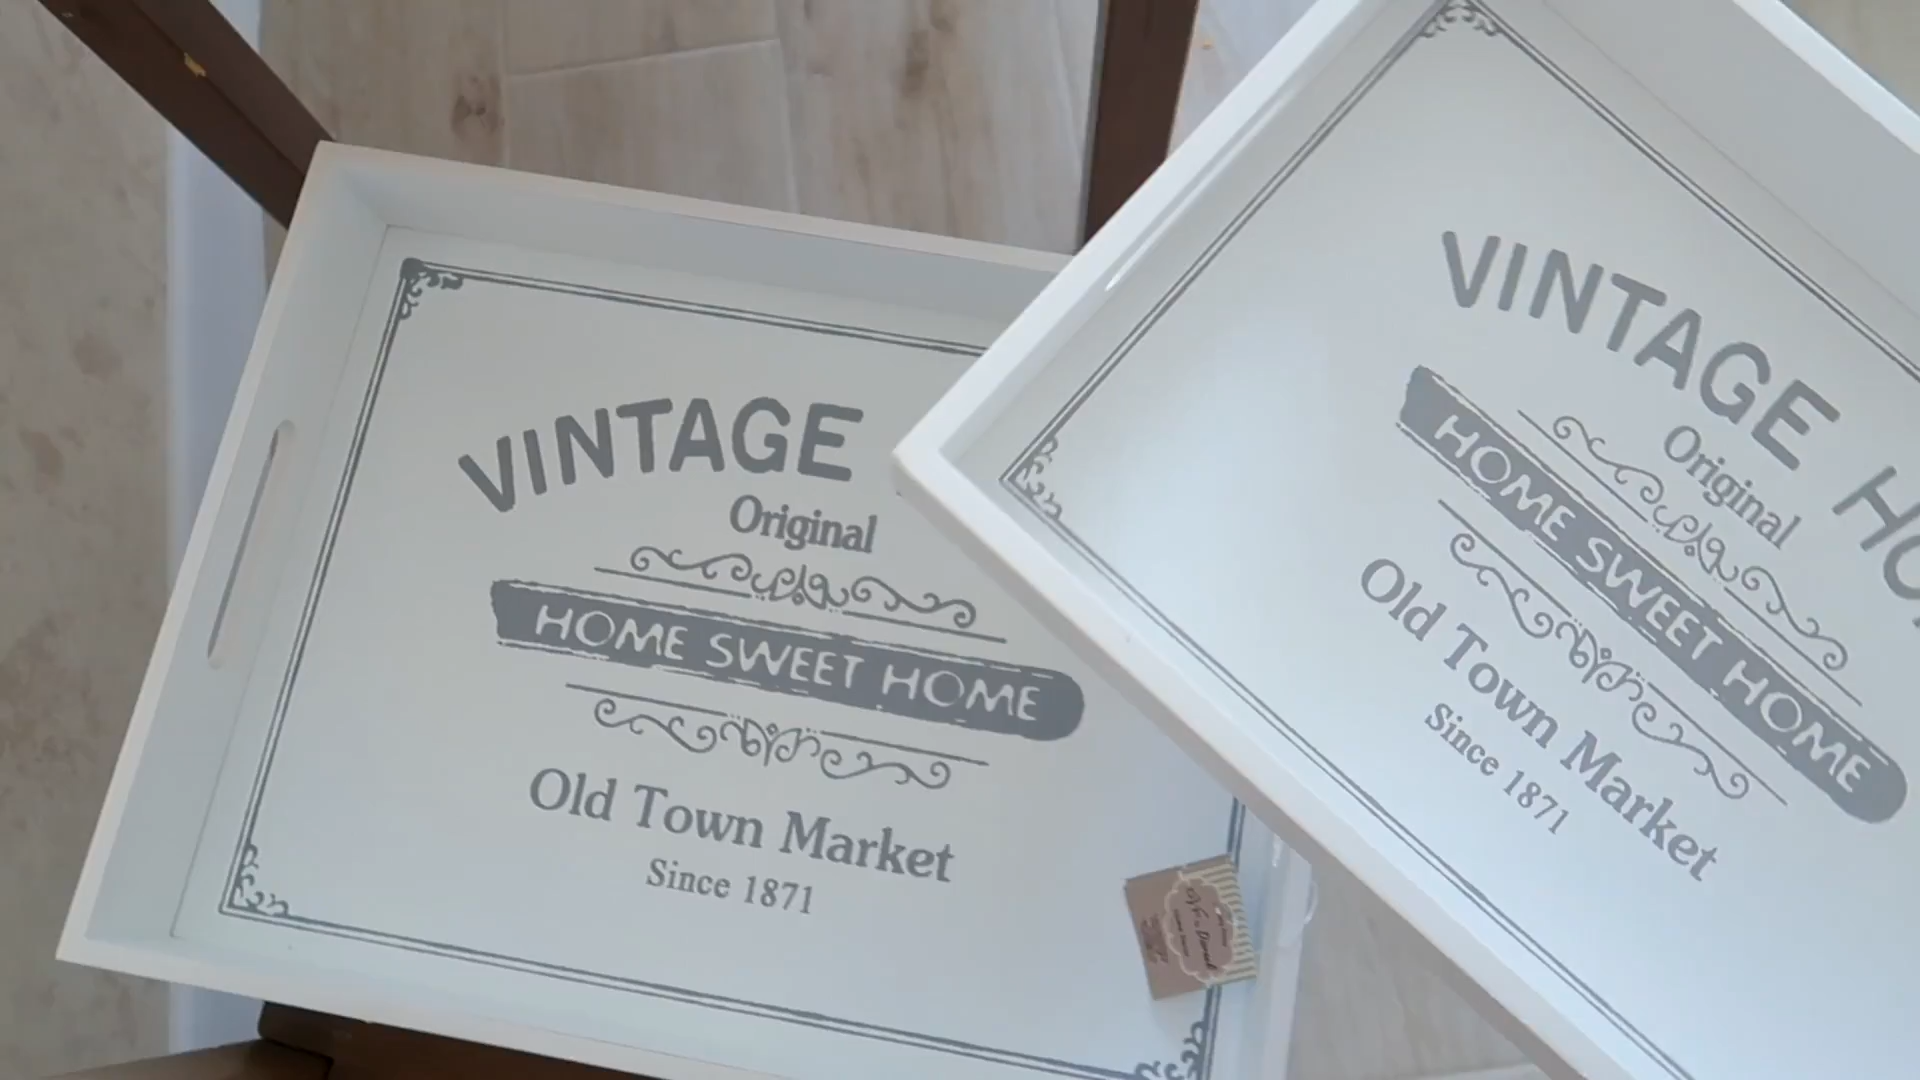 VINTAGE
Original
HOME SWEET HOME
Old Town Market
Since 1871
VINTAGE HO
Original
HOME SWEET HOME
Old Town Market
Since 1871